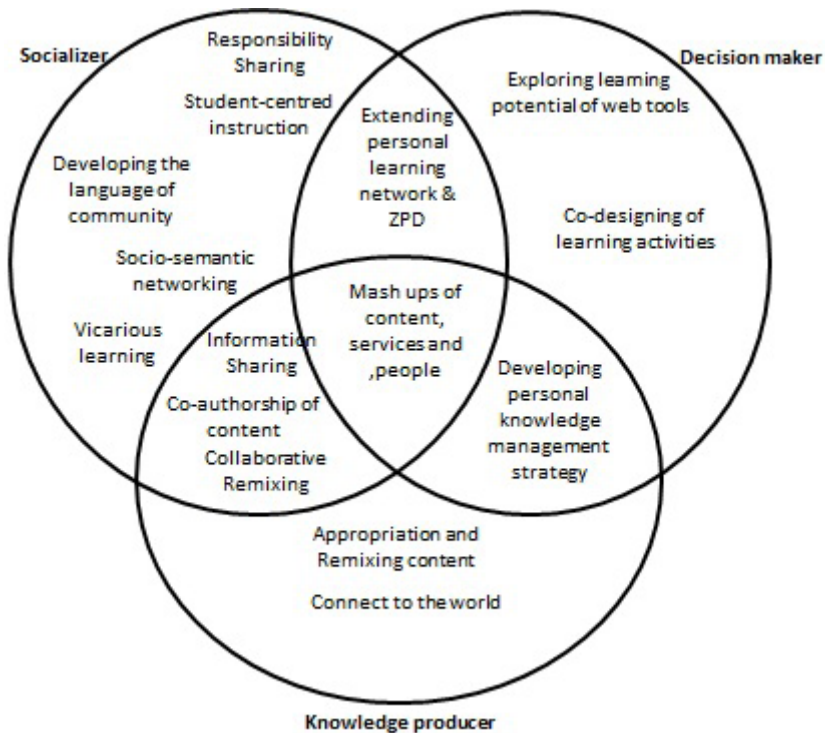 Socializer
Responsibility
Sharing
Student-centred
instruction
Developing the
language of
community
Socio-semantic
networking
Vicarious
learning
Extending
personal
learning
network &
ZPD
Decision maker
Exploring learning
potential of web tools
Co-designing of
learning activities
Mash ups of
content,
services and
,people
Information
Sharing
Co-authorship of
content
Collaborative
Remixing
Developing
personal
knowledge
management
strategy
Appropriation and
Remixing content
Connect to the world
Knowledge producer